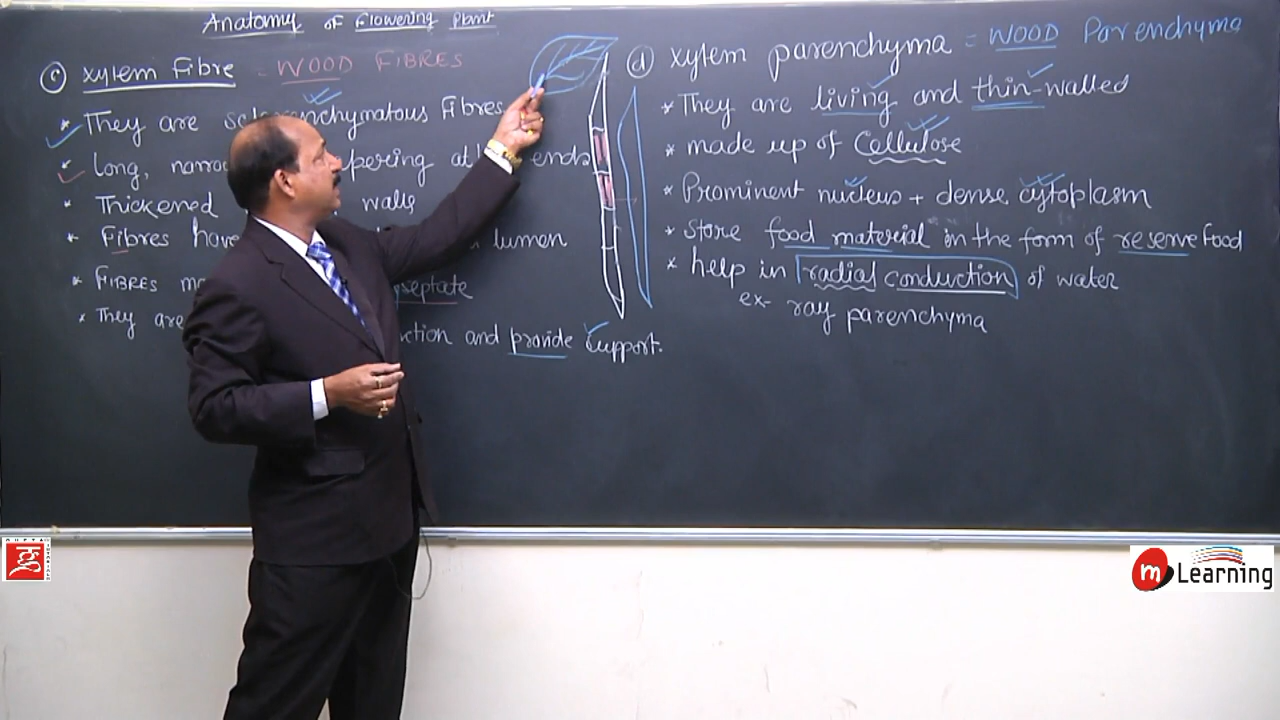 Anatomy of Flowering Plant
(c) Xylem Fibre = WOOD FIBRES
* They are sclerenchymatous Fibres
* Long, narrow pering at ends
* Thickened walls
* Fibres have lumen
* FIBRES septate
* They are ction and provide support.
(d) Xylem parenchyma = WOOD Parenchyma
* They are living and thin-walled
* made up of Cellulose
* Prominent nucleus + dense cytoplasm
* store food material in the form of reserve Food
* help in radial conduction of water
ex- ray parenchyma
m Learning